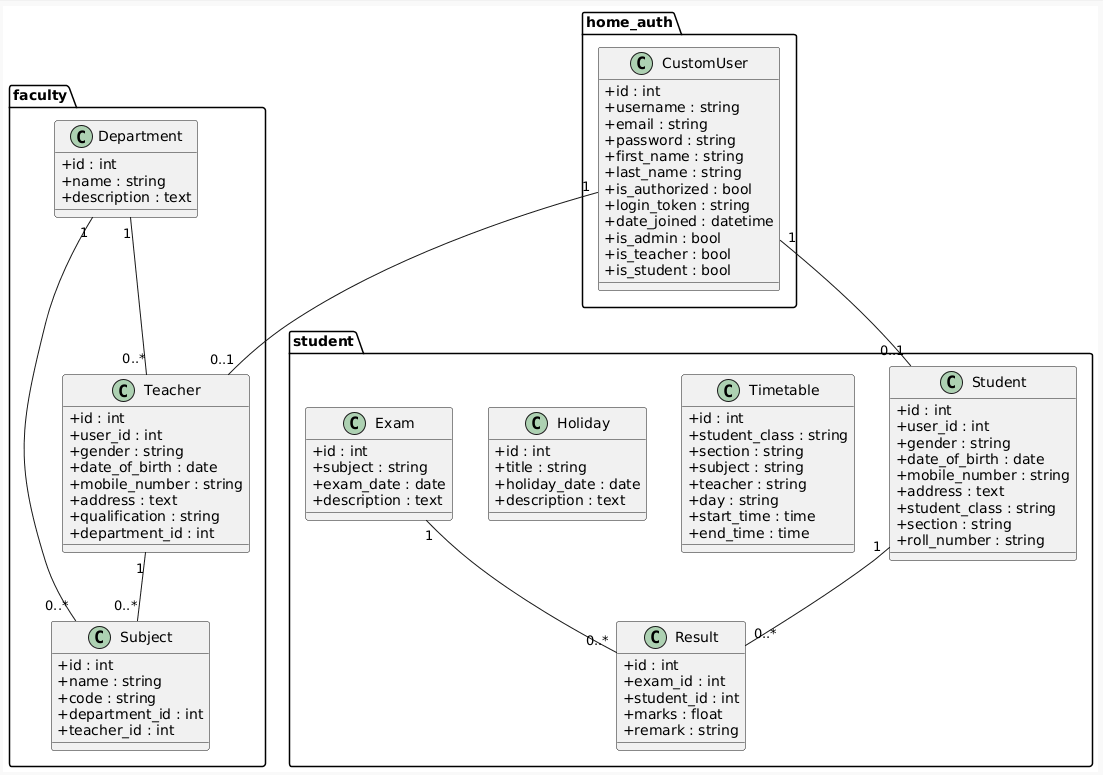 home_auth
C CustomUser
+id : int
+username : string
+email : string
+password : string
+first_name : string
+last_name : string
+is_authorized : bool
+login_token : string
+date_joined : datetime
+is_admin : bool
+is_teacher : bool
+is_student : bool
1
1
faculty
C Department
+id : int
+name : string
+description : text
1
1
0..*
0..1
C Teacher
+id : int
+user_id : int
+gender : string
+date_of_birth : date
+mobile_number : string
+address : text
+qualification : string
+department_id : int
1
0..*
0..*
C Subject
+id : int
+name : string
+code : string
+department_id : int
+teacher_id : int
student
0..1
C Exam
+id : int
+subject : string
+exam_date : date
+description : text
1
C Holiday
+id : int
+title : string
+holiday_date : date
+description : text
C Timetable
+id : int
+student_class : string
+section : string
+subject : string
+teacher : string
+day : string
+start_time : time
+end_time : time
C Student
+id : int
+user_id : int
+gender : string
+date_of_birth : date
+mobile_number : string
+address : text
+student_class : string
+section : string
+roll_number : string
1
0..*
0..*
C Result
+id : int
+exam_id : int
+student_id : int
+marks : float
+remark : string